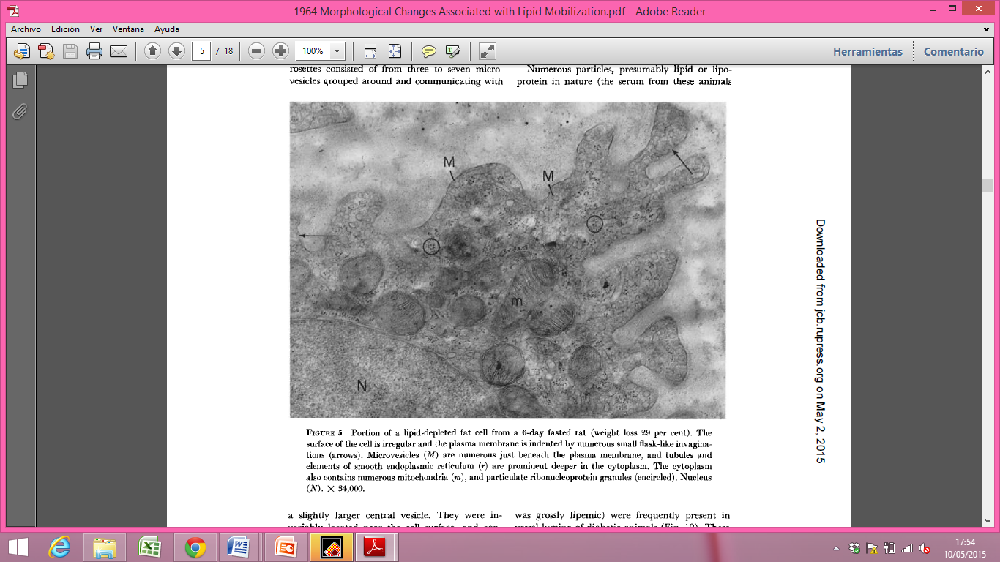 1964 Morphological Changes Associated with Lipid Mobilization.pdf - Adobe Reader
Archivo Edición Ver Ventana Ayuda
5 / 18 100% Herramientas Comentario
rosettes consisted of from three to seven micro-
vesicles grouped around and communicating with
Numerous particles, presumably lipid or lipo-
protein in nature (the serum from these animals
M
M
m
N
r
Downloaded from jcb.rupress.org on May 2, 2015
FIGURE 5 Portion of a lipid-depleted fat cell from a 6-day fasted rat (weight loss 29 per cent). The
surface of the cell is irregular and the plasma membrane is indented by numerous small flask-like invagina-
tions (arrows). Microvesicles (M) are numerous just beneath the plasma membrane, and tubules and
elements of smooth endoplasmic reticulum (r) are prominent deeper in the cytoplasm. The cytoplasm
also contains numerous mitochondria (m), and particulate ribonucleoprotein granules (encircled). Nucleus
(N). × 34,000.
a slightly larger central vesicle. They were in-
was grossly lipemic) were frequently present in
17:54
10/05/2015